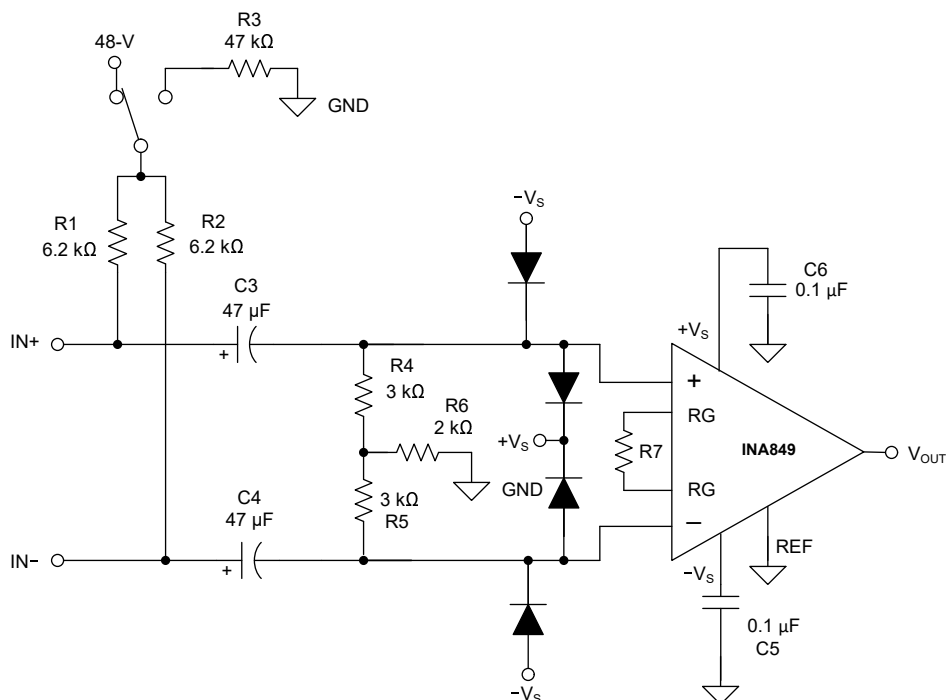 48-V
R3
47 kΩ
GND
R1
6.2 kΩ
R2
6.2 kΩ
−VS
C3
47 µF
+
IN+
C6
0.1 µF
+VS
R4
3 kΩ
R6
2 kΩ
GND
+VS
+
RG
R7
INA849
RG
−
VOUT
3 kΩ
R5
C4
47 µF
+
IN−
REF
−VS
0.1 µF
C5
−VS